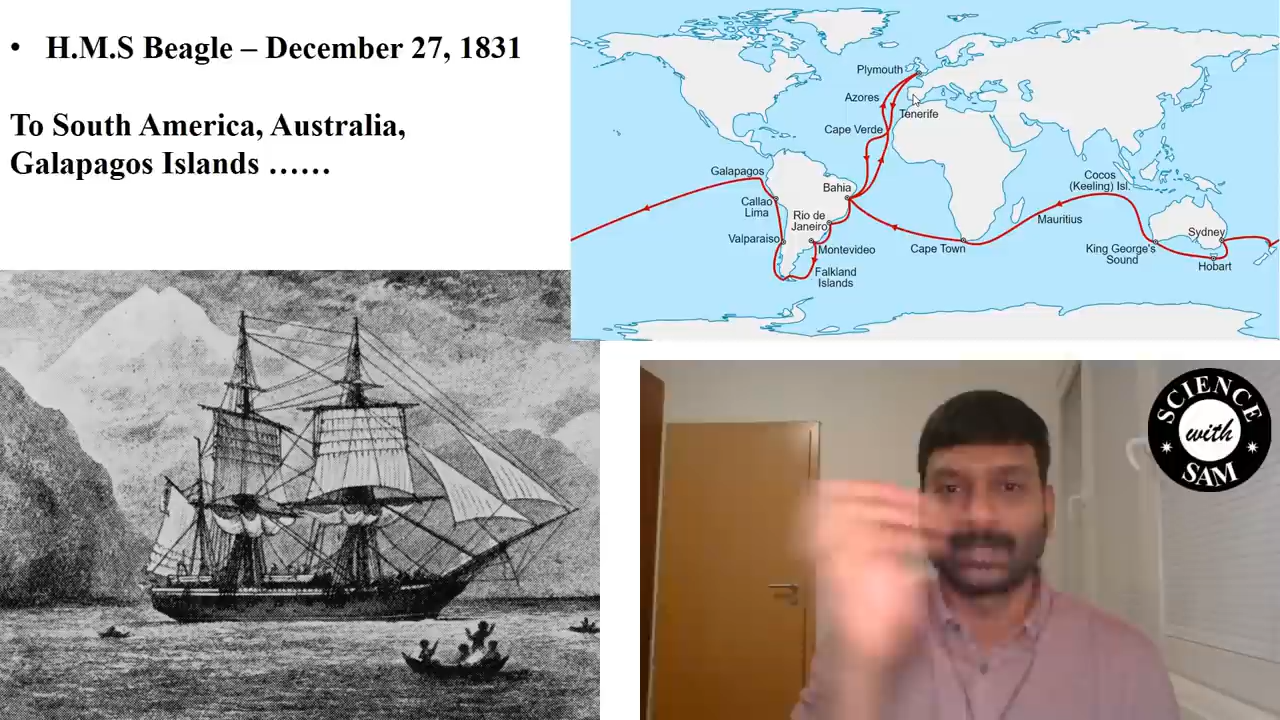 • H.M.S Beagle – December 27, 1831
To South America, Australia,
Galapagos Islands ……
Plymouth
Azores
Tenerife
Cape Verde
Galapagos
Bahia
Callao
Lima
Rio de
Janeiro
Valparaiso
Montevideo
Falkland
Islands
Cape Town
Mauritius
Cocos
(Keeling) Isl.
King George's
Sound
Sydney
Hobart
SCIENCE
with
SAM